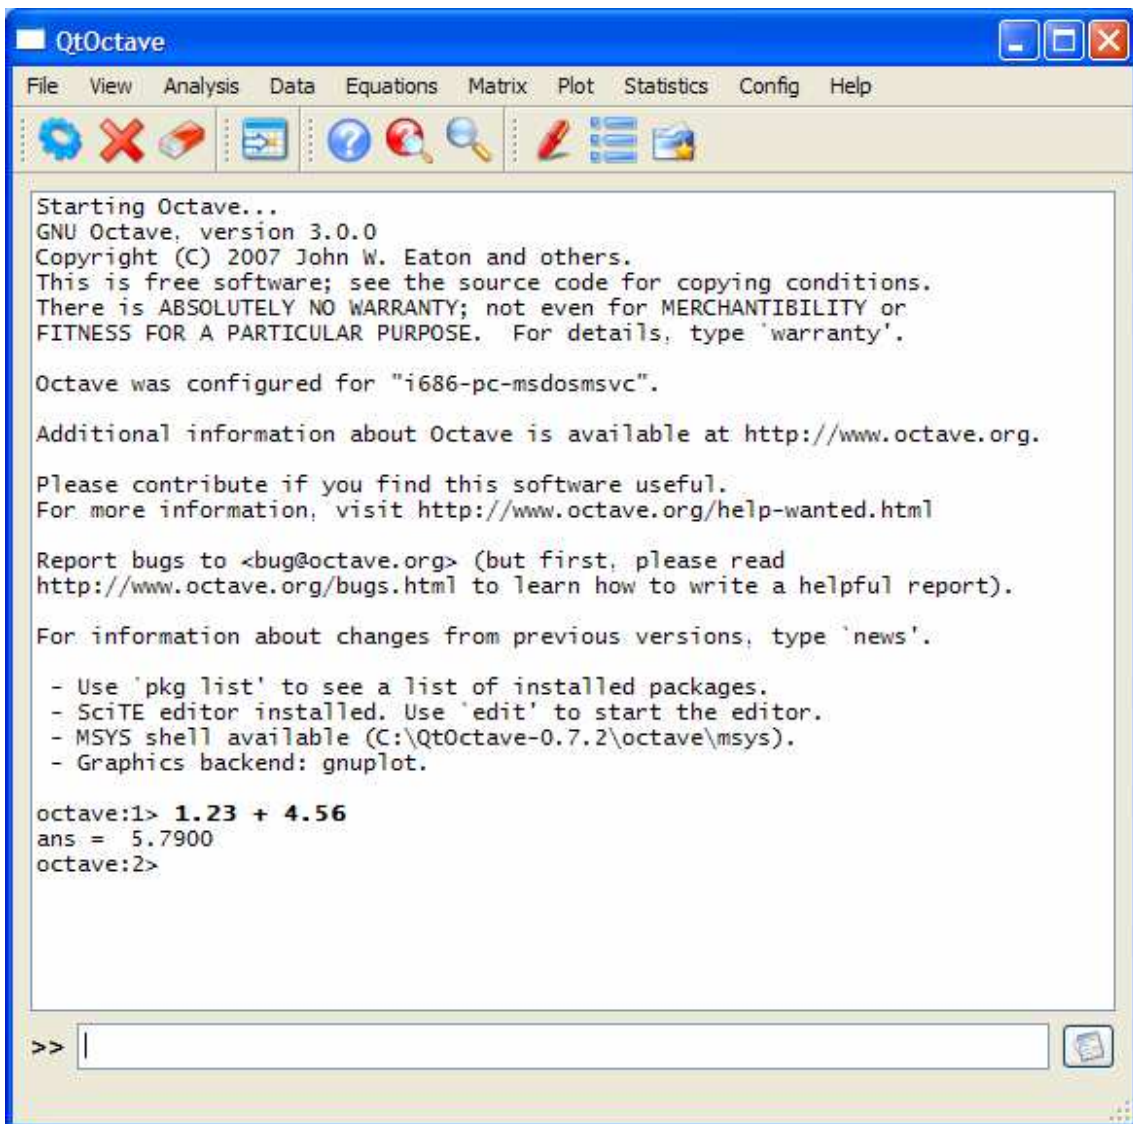 QtOctave
File View Analysis Data Equations Matrix Plot Statistics Config Help
Starting Octave...
GNU Octave, version 3.0.0
Copyright (C) 2007 John W. Eaton and others.
This is free software; see the source code for copying conditions.
There is ABSOLUTELY NO WARRANTY; not even for MERCHANTIBILITY or
FITNESS FOR A PARTICULAR PURPOSE.  For details, type `warranty'.
Octave was configured for "i686-pc-msdosmsvc".
Additional information about Octave is available at http://www.octave.org.
Please contribute if you find this software useful.
For more information, visit http://www.octave.org/help-wanted.html
Report bugs to <bug@octave.org> (but first, please read
http://www.octave.org/bugs.html to learn how to write a helpful report).
For information about changes from previous versions, type `news'.
- Use `pkg list' to see a list of installed packages.
- SciTE editor installed. Use `edit' to start the editor.
- MSYS shell available (C:\QtOctave-0.7.2\octave\msys).
- Graphics backend: gnuplot.
octave:1> 1.23 + 4.56
ans =  5.7900
octave:2>
>>